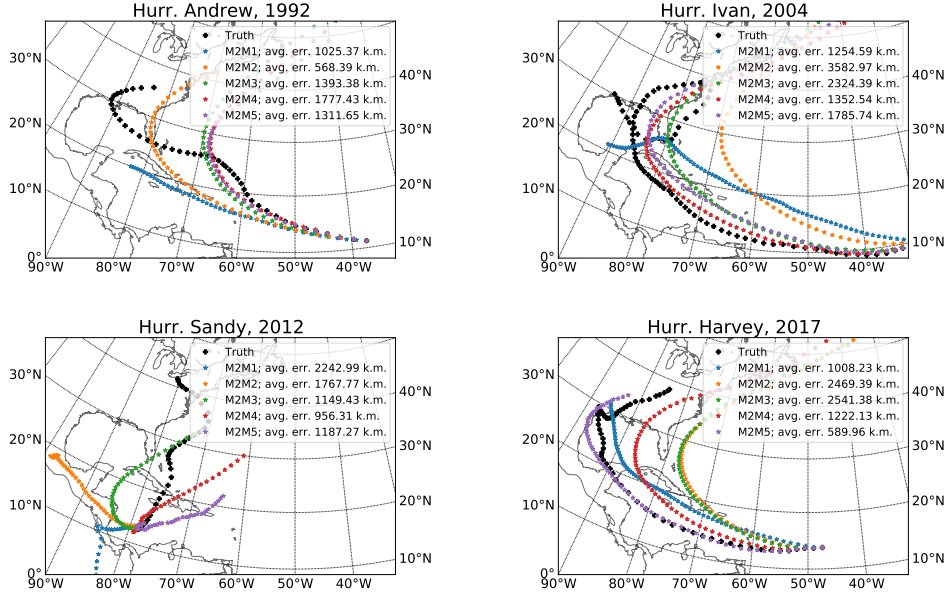 Hurr. Andrew, 1992
Truth
M2M1; avg. err. 1025.37 k.m.
M2M2; avg. err. 568.39 k.m.
M2M3; avg. err. 1393.38 k.m.
M2M4; avg. err. 1777.43 k.m.
M2M5; avg. err. 1311.65 k.m.
30°N
20°N
10°N
0°
40°N
30°N
20°N
10°N
90°W 80°W 70°W 60°W 50°W 40°W
Hurr. Ivan, 2004
Truth
M2M1; avg. err. 1254.59 k.m.
M2M2; avg. err. 3582.97 k.m.
M2M3; avg. err. 2324.39 k.m.
M2M4; avg. err. 1352.54 k.m.
M2M5; avg. err. 1785.74 k.m.
30°N
20°N
10°N
0°
40°N
30°N
20°N
10°N
90°W 80°W 70°W 60°W 50°W 40°W
Hurr. Sandy, 2012
Truth
M2M1; avg. err. 2242.99 k.m.
M2M2; avg. err. 1767.77 k.m.
M2M3; avg. err. 1149.43 k.m.
M2M4; avg. err. 956.31 k.m.
M2M5; avg. err. 1187.27 k.m.
30°N
20°N
10°N
0°
40°N
30°N
20°N
10°N
90°W 80°W 70°W 60°W 50°W 40°W
Hurr. Harvey, 2017
Truth
M2M1; avg. err. 1008.23 k.m.
M2M2; avg. err. 2469.39 k.m.
M2M3; avg. err. 2541.38 k.m.
M2M4; avg. err. 1222.13 k.m.
M2M5; avg. err. 589.96 k.m.
30°N
20°N
10°N
0°
40°N
30°N
20°N
10°N
90°W 80°W 70°W 60°W 50°W 40°W